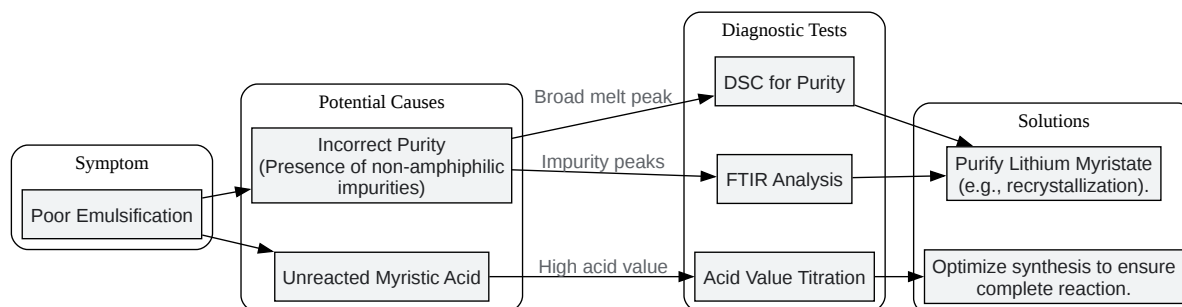 Symptom
Poor Emulsification
Potential Causes
Incorrect Purity
(Presence of non-amphiphilic
impurities)
Unreacted Myristic Acid
Broad melt peak
Impurity peaks
High acid value
Diagnostic Tests
DSC for Purity
FTIR Analysis
Acid Value Titration
Solutions
Purify Lithium Myristate
(e.g., recrystallization).
Optimize synthesis to ensure
complete reaction.